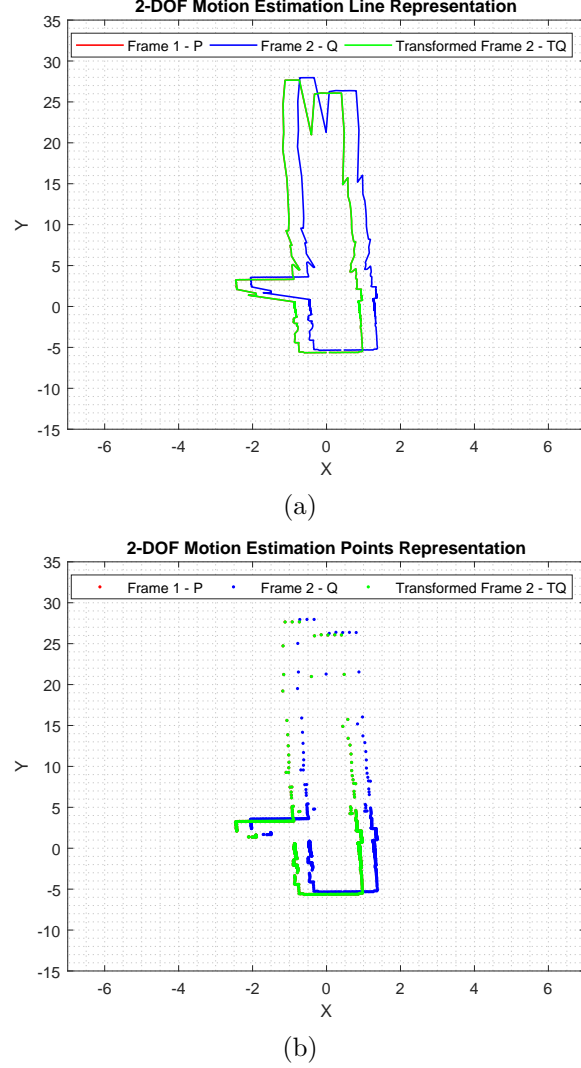 2-DOF Motion Estimation Line Representation
35
Frame 1 - P Frame 2 - Q Transformed Frame 2 - TQ
30
25
20
15
Y
10
5
0
-5
-10
-15
-6 -4 -2 0 2 4 6
X
(a)
2-DOF Motion Estimation Points Representation
35
Frame 1 - P Frame 2 - Q Transformed Frame 2 - TQ
30
25
20
15
Y
10
5
0
-5
-10
-15
-6 -4 -2 0 2 4 6
X
(b)